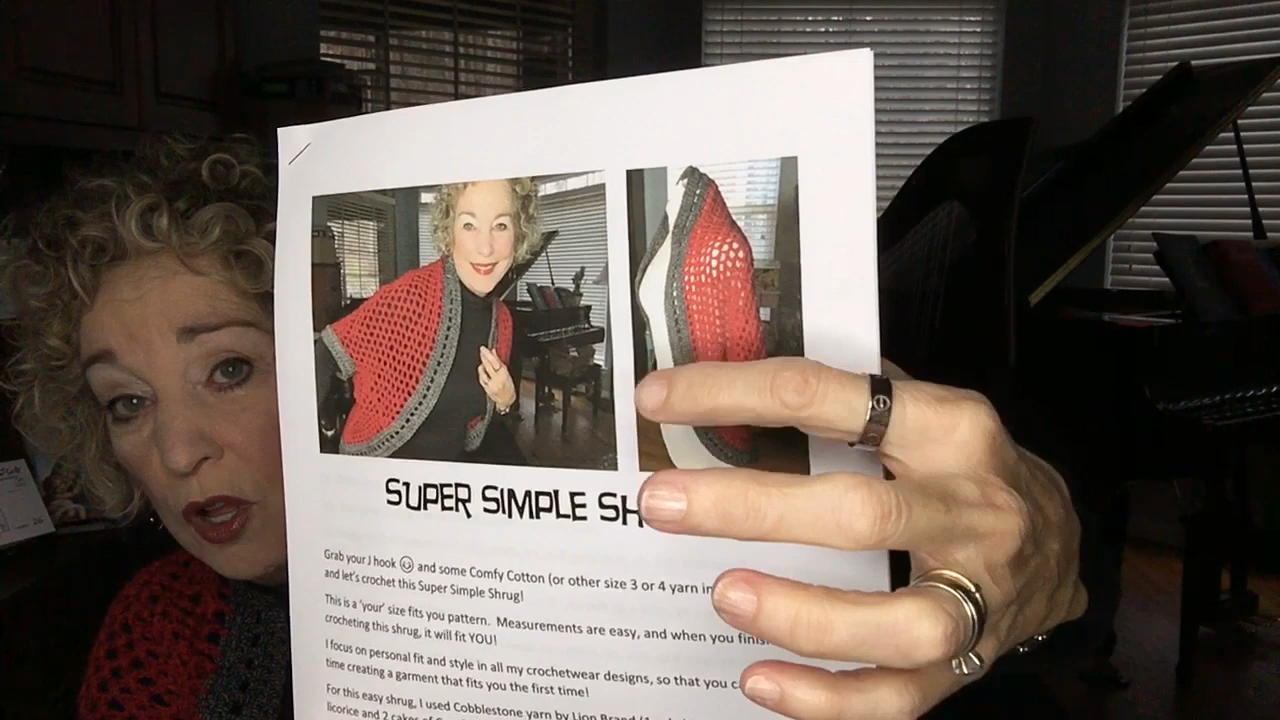 SUPER SIMPLE SH
Grab your J hook ☺ and some Comfy Cotton (or other size 3 or 4 yarn in
and let's crochet this Super Simple Shrug!
This is a 'your' size fits you pattern. Measurements are easy, and when you finis
crocheting this shrug, it will fit YOU!
I focus on personal fit and style in all my crochetwear designs, so that you c
time creating a garment that fits you the first time!
For this easy shrug, I used Cobblestone yarn by Lion Brand
licorice and 2 cakes of
26